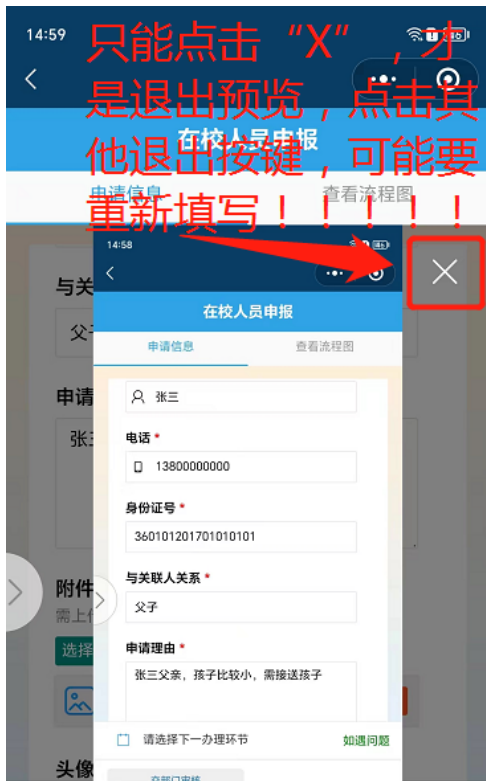 14:59
只能点击“X”，才
是退出预览，点击其
他退出按键，可能要
重新填写！！！！！
在校人员申报
申请信息
查看流程图
与关
父子
申请
张三
附件
需上传
选择
头像
14:58
在校人员申报
申请信息
查看流程图
张三
电话 *
13800000000
身份证号 *
360101201701010101
与关联人关系 *
父子
申请理由 *
张三父亲，孩子比较小，需接送孩子
请选择下一办理环节
如遇问题
交部门审核